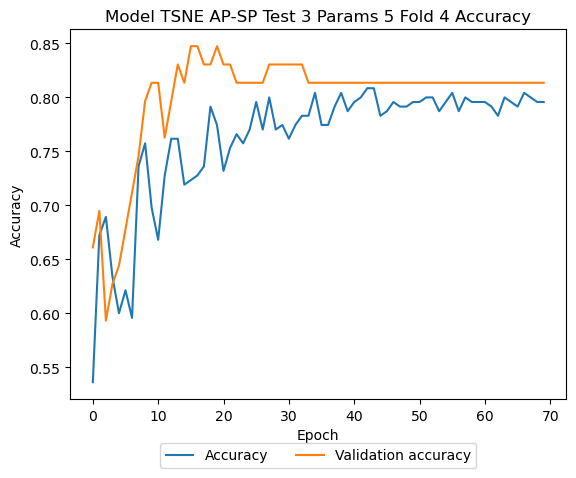 Model TSNE AP-SP Test 3 Params 5 Fold 4 Accuracy
0.85
0.80
0.75
0.70
0.65
0.60
0.55
Accuracy
0 10 20 30 40 50 60 70
Epoch
Accuracy Validation accuracy